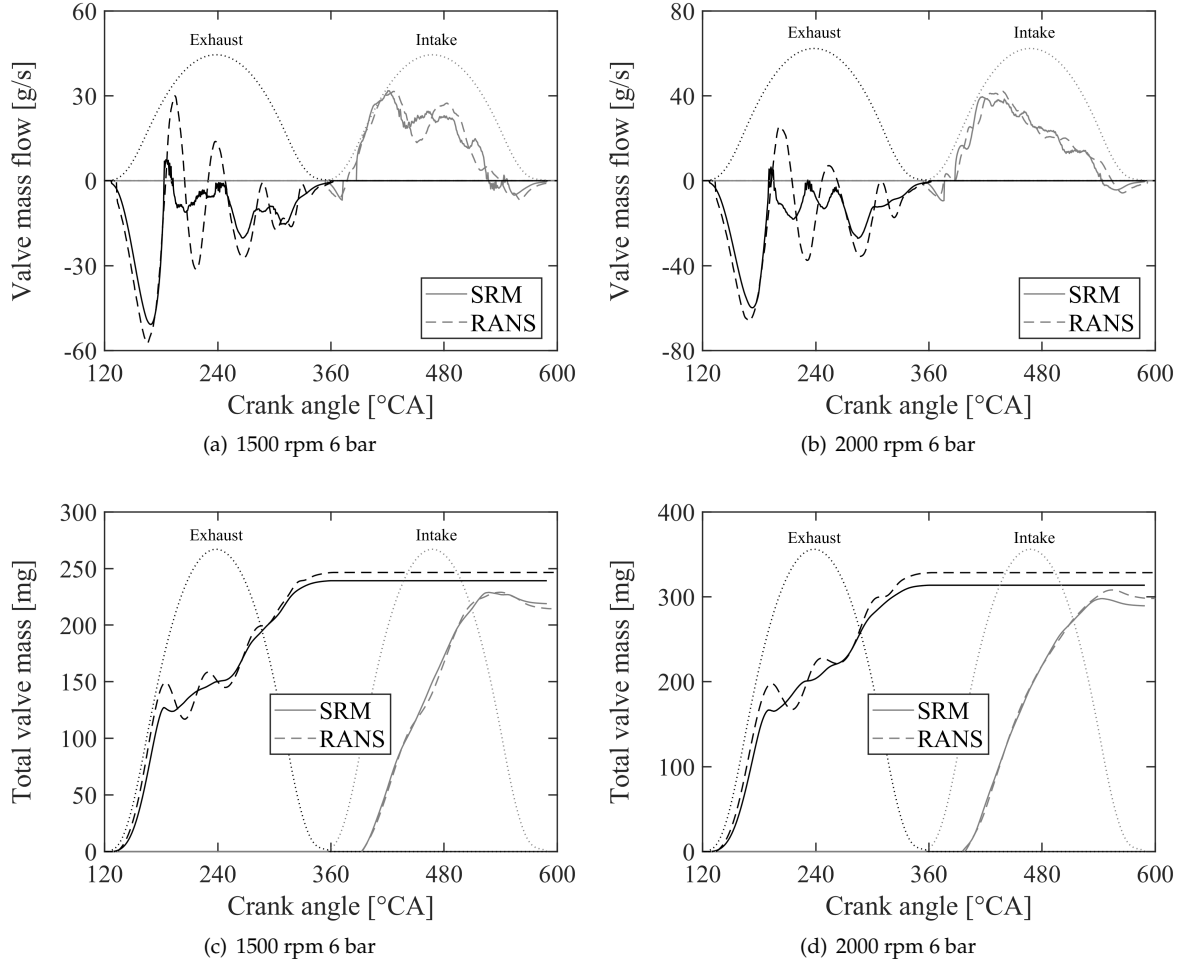 Valve mass flow [g/s]
60
30
0
-30
-60
Exhaust
Intake
SRM
RANS
120 240 360 480 600
Crank angle [°CA]
(a) 1500 rpm 6 bar
Valve mass flow [g/s]
80
40
0
-40
-80
Exhaust
Intake
SRM
RANS
120 240 360 480 600
Crank angle [°CA]
(b) 2000 rpm 6 bar
Total valve mass [mg]
300
250
200
150
100
50
0
Exhaust
Intake
SRM
RANS
120 240 360 480 600
Crank angle [°CA]
(c) 1500 rpm 6 bar
Total valve mass [mg]
400
300
200
100
0
Exhaust
Intake
SRM
RANS
120 240 360 480 600
Crank angle [°CA]
(d) 2000 rpm 6 bar